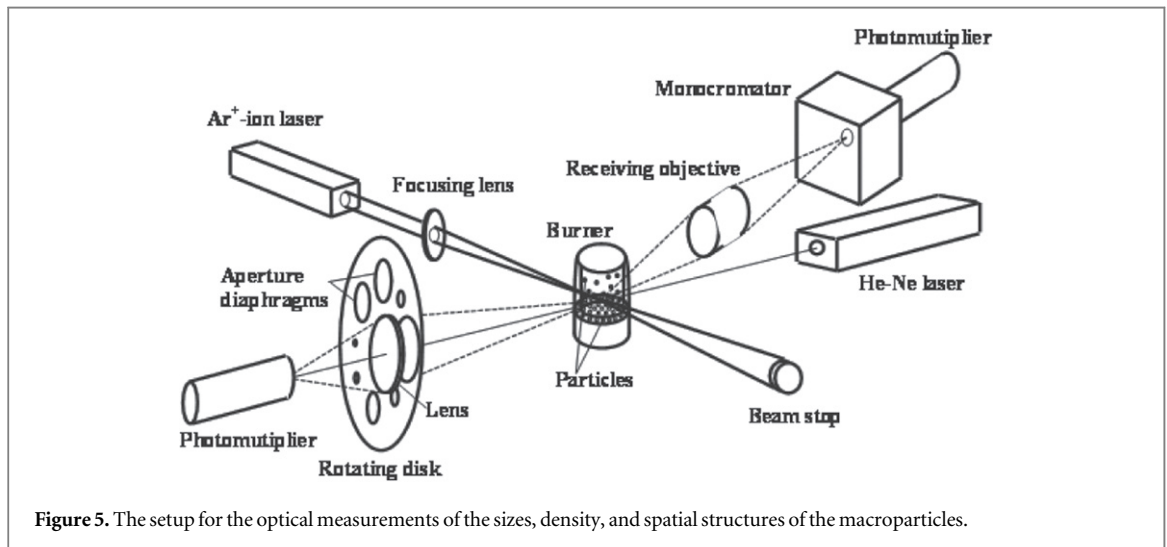 Photomutiplier
Monocromator
Ar⁺-ion laser
Receiving objective
Focusing lens
Burner
Aperture
diaphragms
He-Ne laser
Particles
Lens
Beam stop
Photomutiplier
Rotating disk
Figure 5. The setup for the optical measurements of the sizes, density, and spatial structures of the macroparticles.